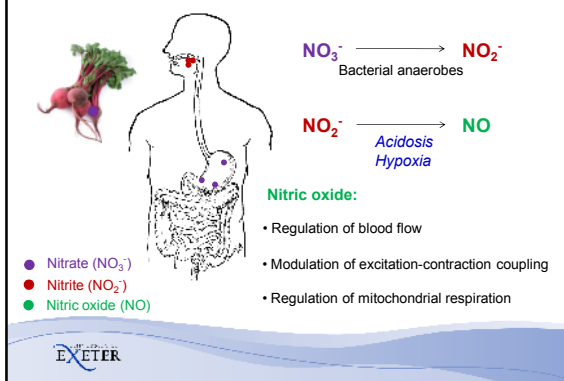 NO₃⁻ → NO₂⁻
Bacterial anaerobes
NO₂⁻ → NO
Acidosis
Hypoxia
Nitric oxide:
• Regulation of blood flow
• Modulation of excitation-contraction coupling
• Regulation of mitochondrial respiration
Nitrate (NO₃⁻)
Nitrite (NO₂⁻)
Nitric oxide (NO)
EXETER